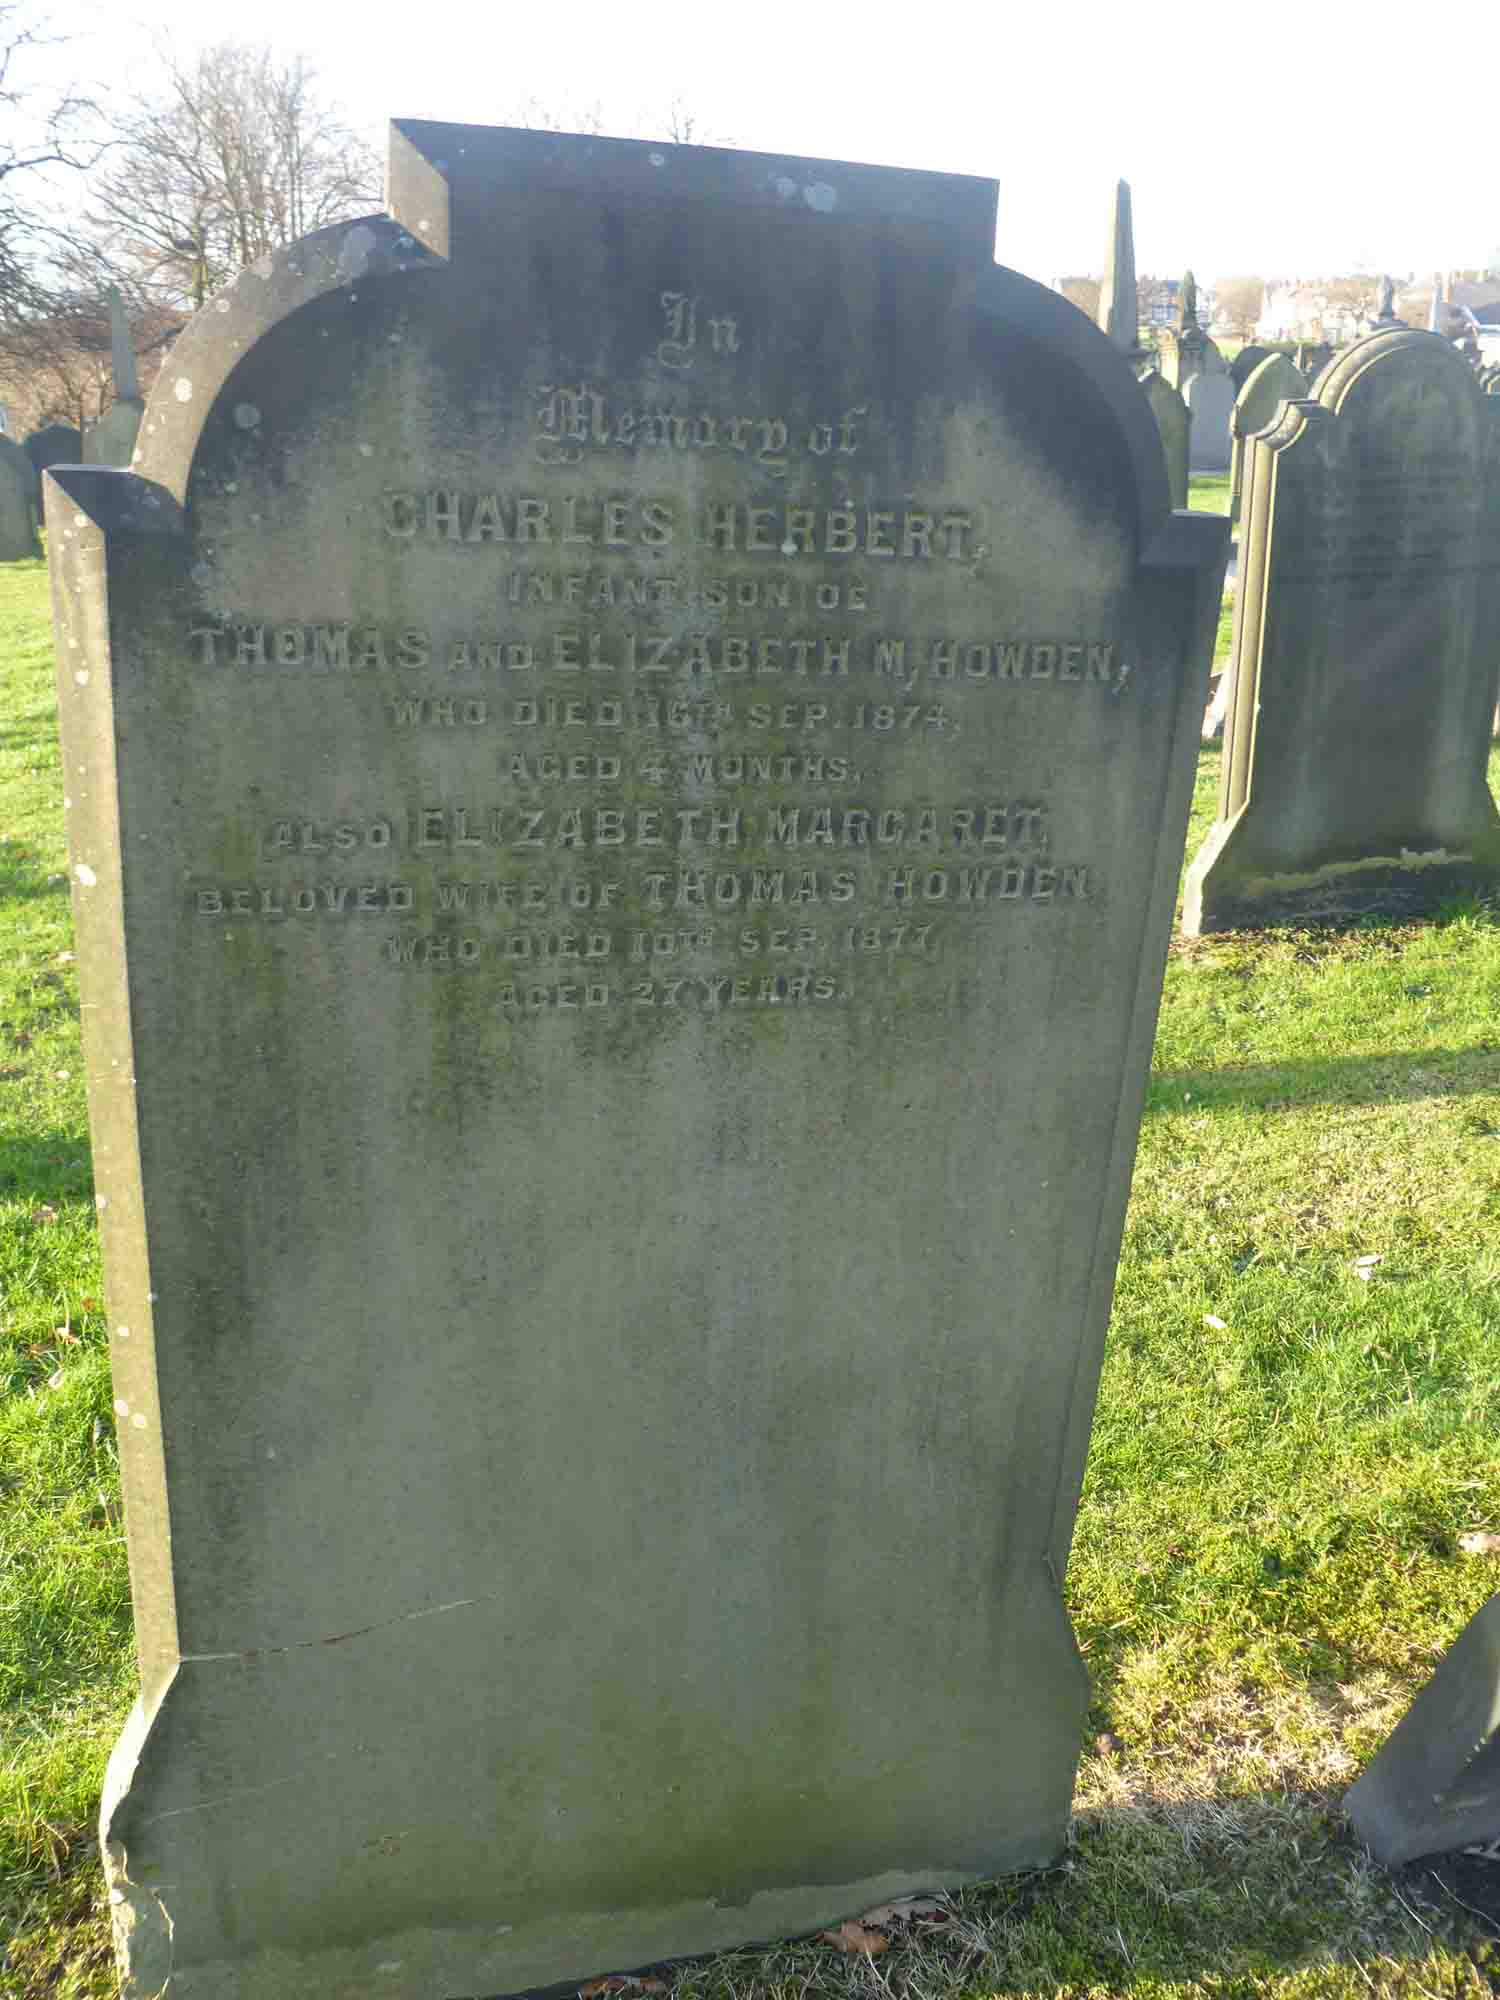 In
Memory of
CHARLES HERBERT,
INFANT SON OF
THOMAS AND ELIZABETH M, HOWDEN,
WHO DIED 16TH SEP. 1874,
AGED 4 MONTHS.
ALSO ELIZABETH MARGARET,
BELOVED WIFE OF THOMAS HOWDEN
WHO DIED 10TH SEP. 1877,
AGED 27 YEARS.